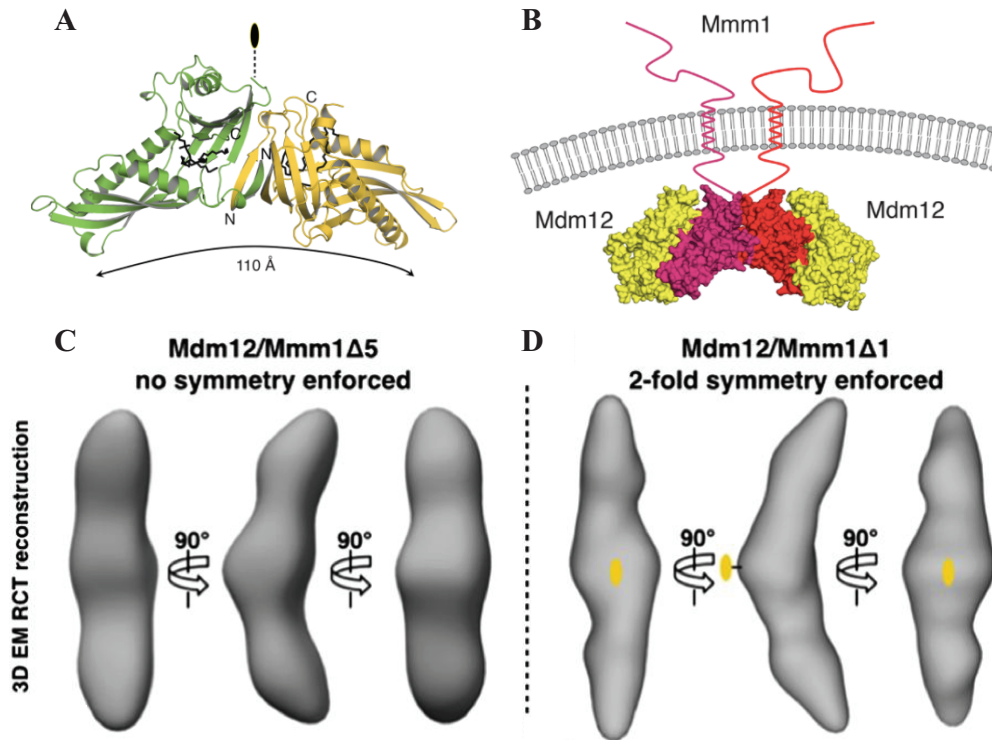 A
C
C
N
N
110 Å
B
Mmm1
Mdm12
Mdm12
C
Mdm12/Mmm1Δ5
no symmetry enforced
3D EM RCT reconstruction
90°
90°
D
Mdm12/Mmm1Δ1
2-fold symmetry enforced
90°
90°